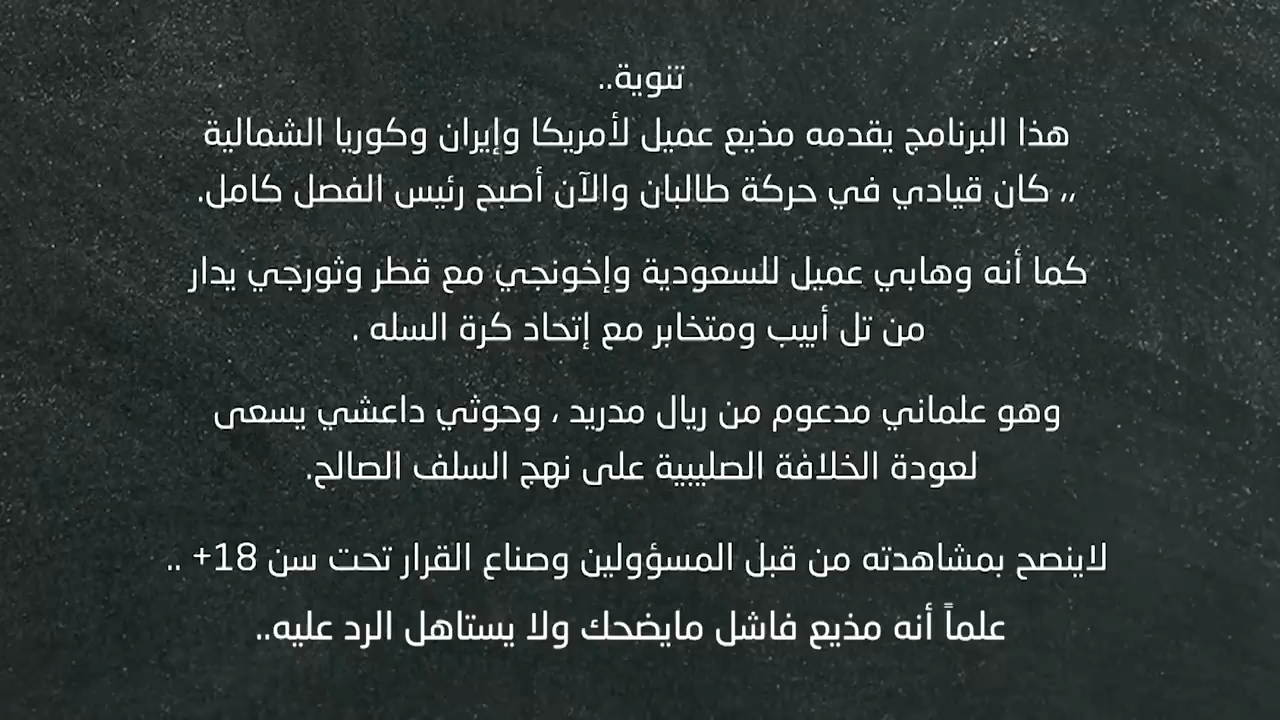 تنوية..
هذا البرنامج يقدمه مذيع عميل لأمريكا وإيران وكوريا الشمالية
،، كان قيادي في حركة طالبان والآن أصبح رئيس الفصل كامل.
كما أنه وهابي عميل للسعودية وإخونجي مع قطر وثورجي يدار
من تل أبيب ومتخابر مع إتحاد كرة السله .
وهو علماني مدعوم من ريال مدريد ، وحوثي داعشي يسعى
لعودة الخلافة الصليبية على نهج السلف الصالح.
لاينصح بمشاهدته من قبل المسؤولين وصناع القرار تحت سن 18+ ..
علماً أنه مذيع فاشل مايضحك ولا يستاهل الرد عليه..